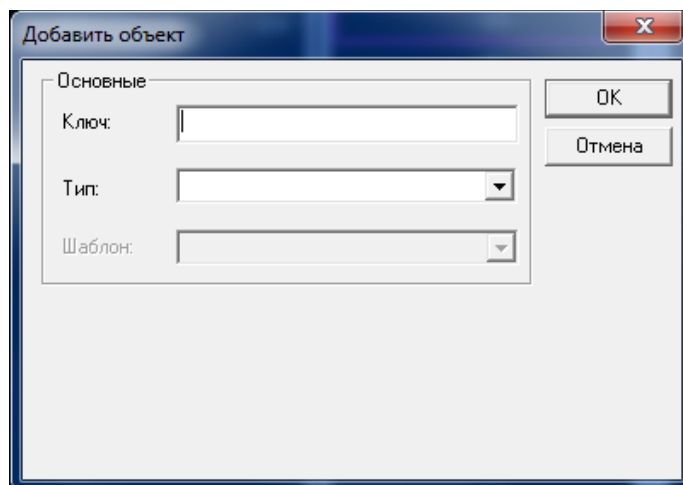 Добавить объект
Основные
Ключ:
Тип:
Шаблон:
OK
Отмена